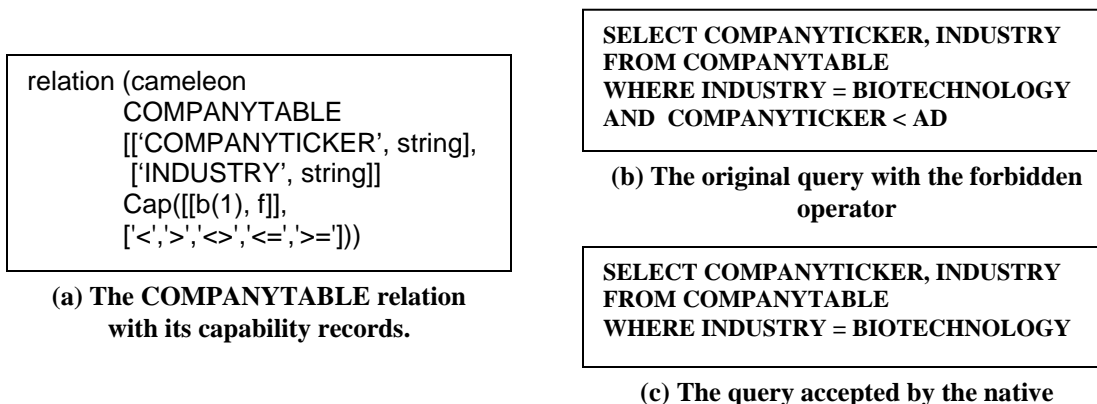 relation (cameleon
COMPANYTABLE
[[‘COMPANYTICKER’, string],
[‘INDUSTRY’, string]]
Cap([[b(1), f]],
['<','>','<>','<=','>=']))
(a) The COMPANYTABLE relation
with its capability records.
SELECT COMPANYTICKER, INDUSTRY
FROM COMPANYTABLE
WHERE INDUSTRY = BIOTECHNOLOGY
AND COMPANYTICKER < AD
(b) The original query with the forbidden
operator
SELECT COMPANYTICKER, INDUSTRY
FROM COMPANYTABLE
WHERE INDUSTRY = BIOTECHNOLOGY
(c) The query accepted by the native